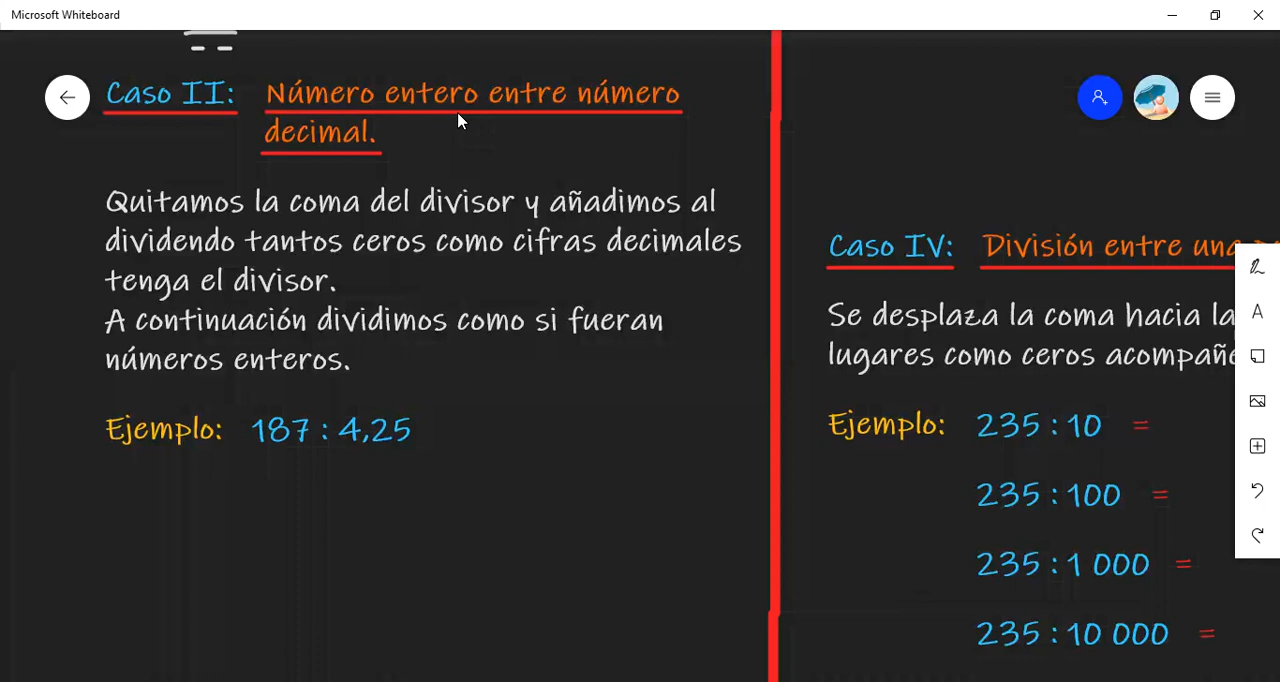 Microsoft Whiteboard
Caso II: Número entero entre número
decimal.
Quitamos la coma del divisor y añadimos al
dividendo tantos ceros como cifras decimales
tenga el divisor.
A continuación dividimos como si fueran
números enteros.
Ejemplo: 187 : 4,25
Caso IV: División entre una
Se desplaza la coma hacia la
lugares como ceros acompañe
Ejemplo: 235 : 10 =
235 : 100 =
235 : 1 000 =
235 : 10 000 =